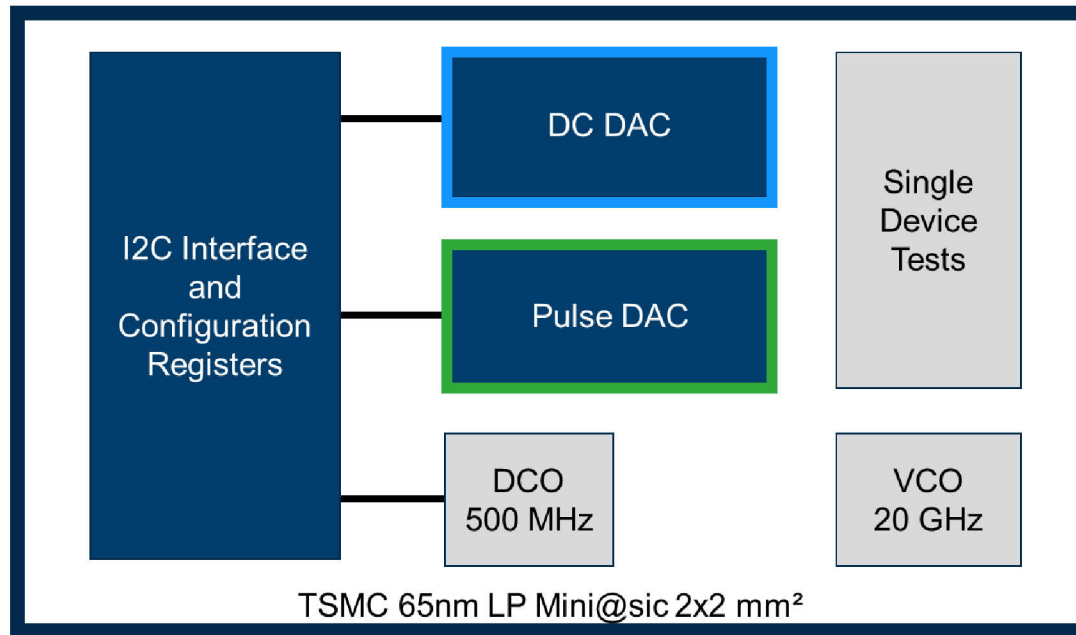 I2C Interface
and
Configuration
Registers
DC DAC
Pulse DAC
DCO
500 MHz
Single
Device
Tests
VCO
20 GHz
TSMC 65nm LP Mini@sic 2x2 mm²